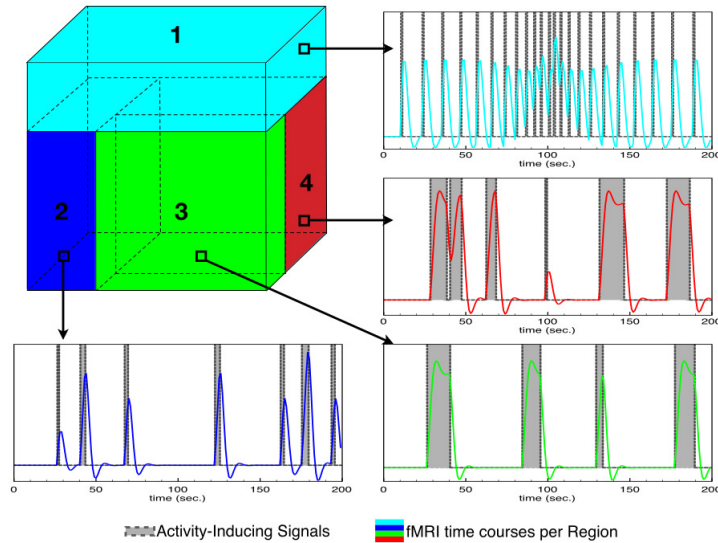 1
2
3
4
0 50 100 150 200
time (sec.)
0 50 100 150 200
time (sec.)
0 50 100 150 200
time (sec.)
0 50 100 150 200
time (sec.)
Activity-Inducing Signals
fMRI time courses per Region